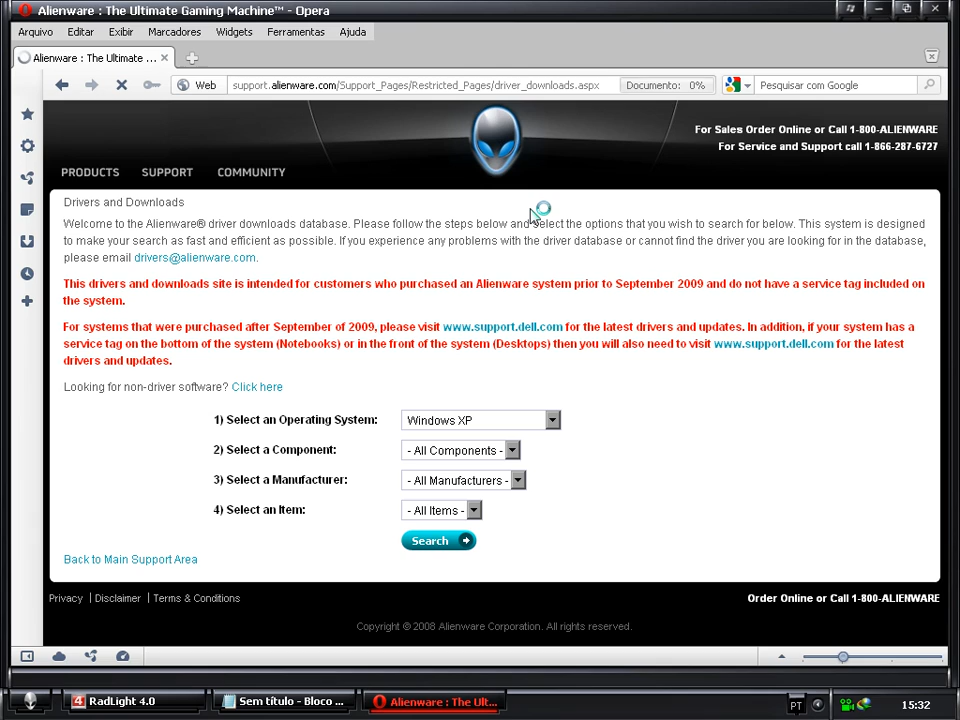 Alienware : The Ultimate Gaming Machine™ - Opera
Arquivo Editar Exibir Marcadores Widgets Ferramentas Ajuda
Alienware : The Ultimate ...
Web support.alienware.com/Support_Pages/Restricted_Pages/driver_downloads.aspx Documento: 0% Pesquisar com Google
For Sales Order Online or Call 1-800-ALIENWARE
For Service and Support call 1-866-287-6727
PRODUCTS SUPPORT COMMUNITY
Drivers and Downloads
Welcome to the Alienware® driver downloads database. Please follow the steps below and select the options that you wish to search for below. This system is designed
to make your search as fast and efficient as possible. If you experience any problems with the driver database or cannot find the driver you are looking for in the database,
please email drivers@alienware.com.
This drivers and downloads site is intended for customers who purchased an Alienware system prior to September 2009 and do not have a service tag included on
the system.
For systems that were purchased after September of 2009, please visit www.support.dell.com for the latest drivers and updates. In addition, if your system has a
service tag on the bottom of the system (Notebooks) or in the front of the system (Desktops) then you will also need to visit www.support.dell.com for the latest
drivers and updates.
Looking for non-driver software? Click here
1) Select an Operating System: Windows XP
2) Select a Component: - All Components -
3) Select a Manufacturer: - All Manufacturers -
4) Select an Item: - All Items -
Search
Back to Main Support Area
Privacy | Disclaimer | Terms & Conditions Order Online or Call 1-800-ALIENWARE
Copyright © 2008 Alienware Corporation. All rights reserved.
4 RadLight 4.0 Sem título - Bloco ... Alienware : The Ult... PT 15:32